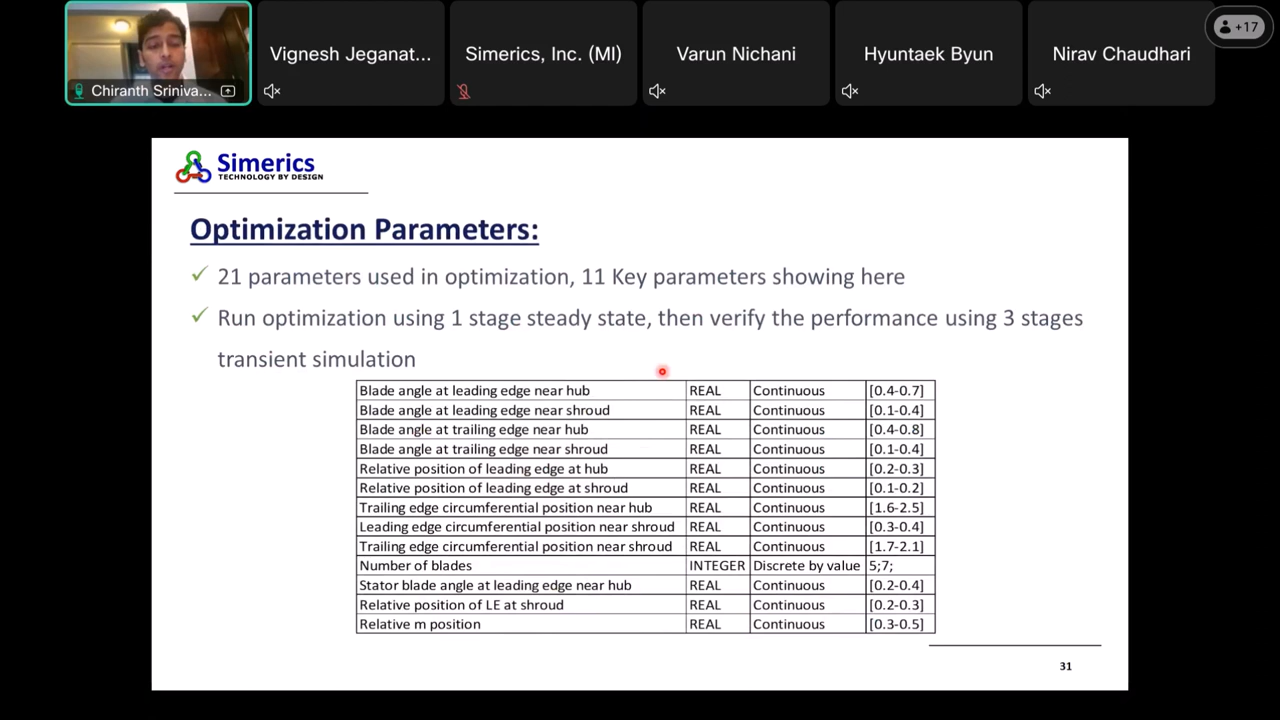 +17
Chiranth Sriniva...
Vignesh Jeganat...
Simerics, Inc. (MI)
Varun Nichani
Hyuntaek Byun
Nirav Chaudhari
Simerics
TECHNOLOGY BY DESIGN
Optimization Parameters:
21 parameters used in optimization, 11 Key parameters showing here
Run optimization using 1 stage steady state, then verify the performance using 3 stages
transient simulation
Blade angle at leading edge near hub REAL Continuous [0.4-0.7]
Blade angle at leading edge near shroud REAL Continuous [0.1-0.4]
Blade angle at trailing edge near hub REAL Continuous [0.4-0.8]
Blade angle at trailing edge near shroud REAL Continuous [0.1-0.4]
Relative position of leading edge at hub REAL Continuous [0.2-0.3]
Relative position of leading edge at shroud REAL Continuous [0.1-0.2]
Trailing edge circumferential position near hub REAL Continuous [1.6-2.5]
Leading edge circumferential position near shroud REAL Continuous [0.3-0.4]
Trailing edge circumferential position near shroud REAL Continuous [1.7-2.1]
Number of blades INTEGER Discrete by value 5;7;
Stator blade angle at leading edge near hub REAL Continuous [0.2-0.4]
Relative position of LE at shroud REAL Continuous [0.2-0.3]
Relative m position REAL Continuous [0.3-0.5]
31